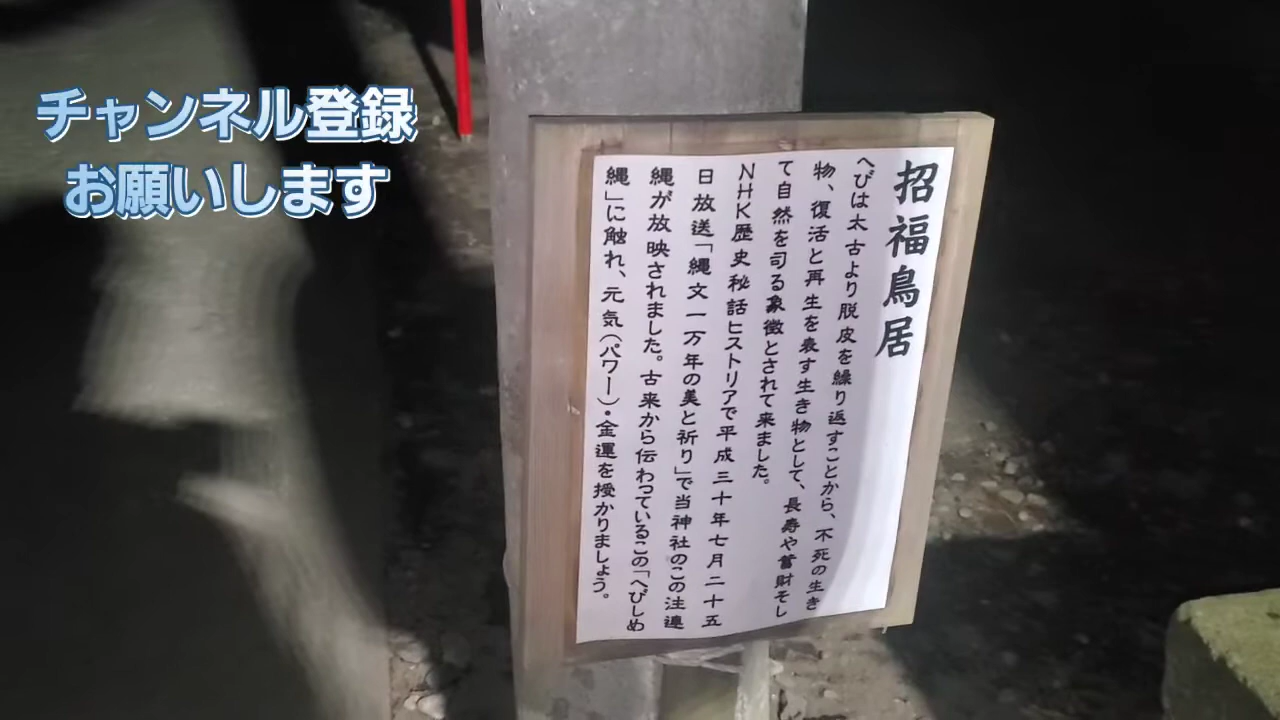 チャンネル登録
お願いします
招福鳥居
へびは太古より脱皮を繰り返すことから、不死の生き
物、復活と再生を表す生き物として、長寿や蓄財そし
て自然を司る象徴とされて来ました。
NHK歴史秘話ヒストリアで平成三十年七月二十五
日放送「縄文一万年の美と祈り」で当神社のこの注連
縄が放映されました。古来から伝わっているこの「へびしめ
縄」に触れ、元気(パワー)・金運を授かりましょう。